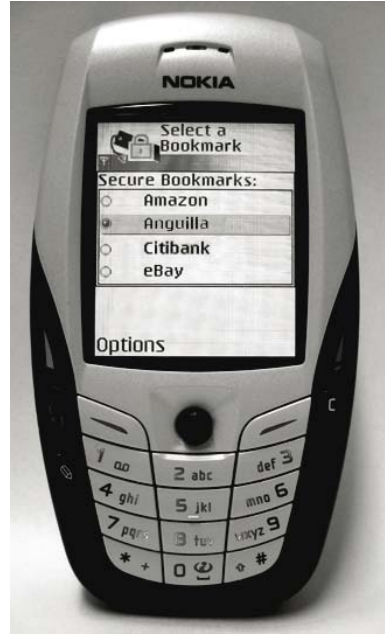 NOKIA
Select a
Bookmark
Secure Bookmarks:
Amazon
Anguilla
Citibank
eBay
Options
C
1
2 abc
def 3
4 ghi
5 jkl
mno 6
7 pqrs
8 tuv
wxyz 9
* +
0
#